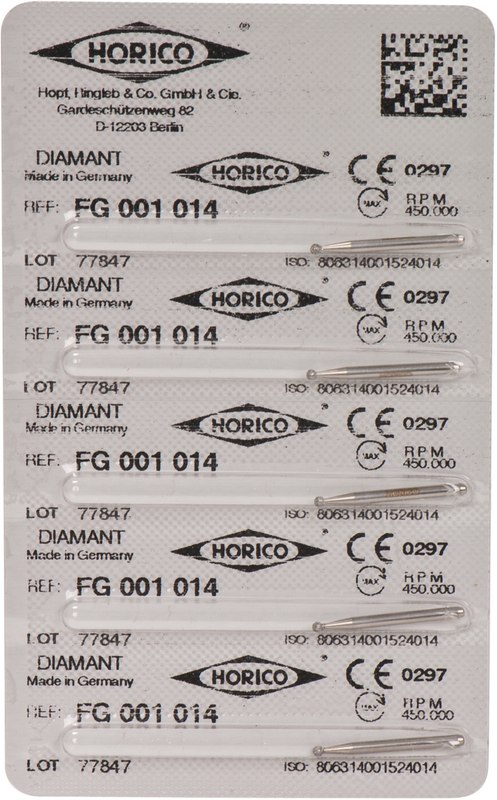 HORICO ®
Hopf, Ringleb & Co. GmbH & Cie.
Gardeschützenweg 82
D-12203 Berlin
DIAMANT HORICO ® CE 0297
Made in Germany
REF: FG 001 014 MAX RPM 450.000
LOT 77847 ISO: 806314001524014
DIAMANT HORICO ® CE 0297
Made in Germany
REF: FG 001 014 MAX RPM 450.000
LOT 77847 ISO: 806314001524014
DIAMANT HORICO ® CE 0297
Made in Germany
REF: FG 001 014 MAX RPM 450.000
HORICO
LOT 77847 ISO: 806314001524014
DIAMANT HORICO ® CE 0297
Made in Germany
REF: FG 001 014 MAX RPM 450.000
LOT 77847 ISO: 806314001524014
DIAMANT HORICO ® CE 0297
Made in Germany
REF: FG 001 014 MAX RPM 450.000
LOT 77847 ISO: 806314001524014